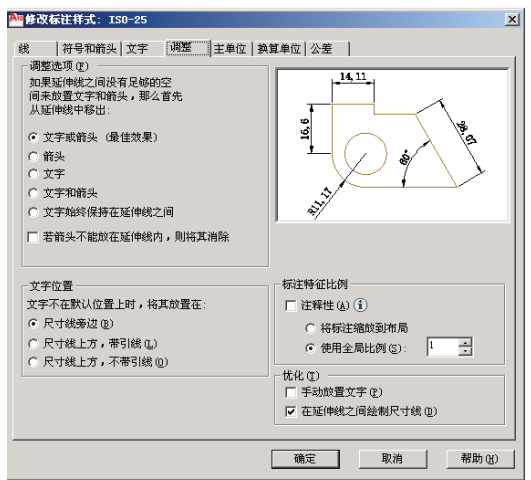 修改标注样式: ISO-25
线 符号和箭头 文字 调整 主单位 换算单位 公差
调整选项(F)
如果延伸线之间没有足够的空
间来放置文字和箭头，那么首先
从延伸线中移出:
文字或箭头 (最佳效果)
箭头
文字
文字和箭头
文字始终保持在延伸线之间
若箭头不能放在延伸线内，则将其消除
14,11
16,6
28,07
60°
R11,17
文字位置
文字不在默认位置上时，将其放置在:
尺寸线旁边(B)
尺寸线上方，带引线(L)
尺寸线上方，不带引线(O)
标注特征比例
注释性(A)
将标注缩放到布局
使用全局比例(S):
1
优化(T)
手动放置文字(P)
在延伸线之间绘制尺寸线(D)
确定 取消 帮助(H)